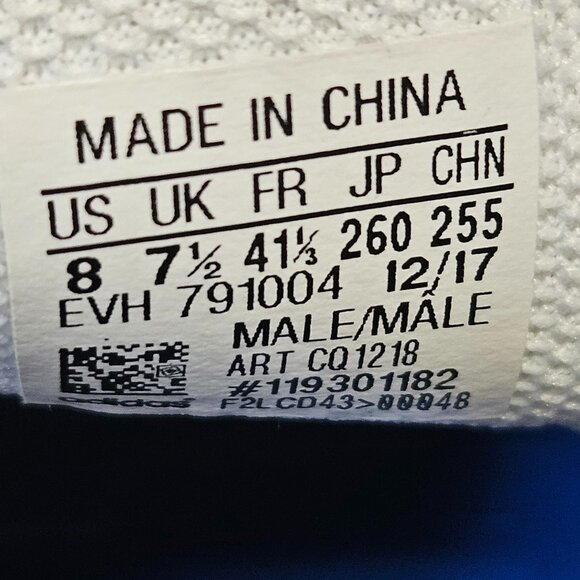 MADE IN CHINA
US UK FR JP CHN
8 7½ 41⅓ 260 255
EVH 791004 12/17
MALE/MÂLE
ART CQ1218
#119301182
adidas F2LCD43>00048